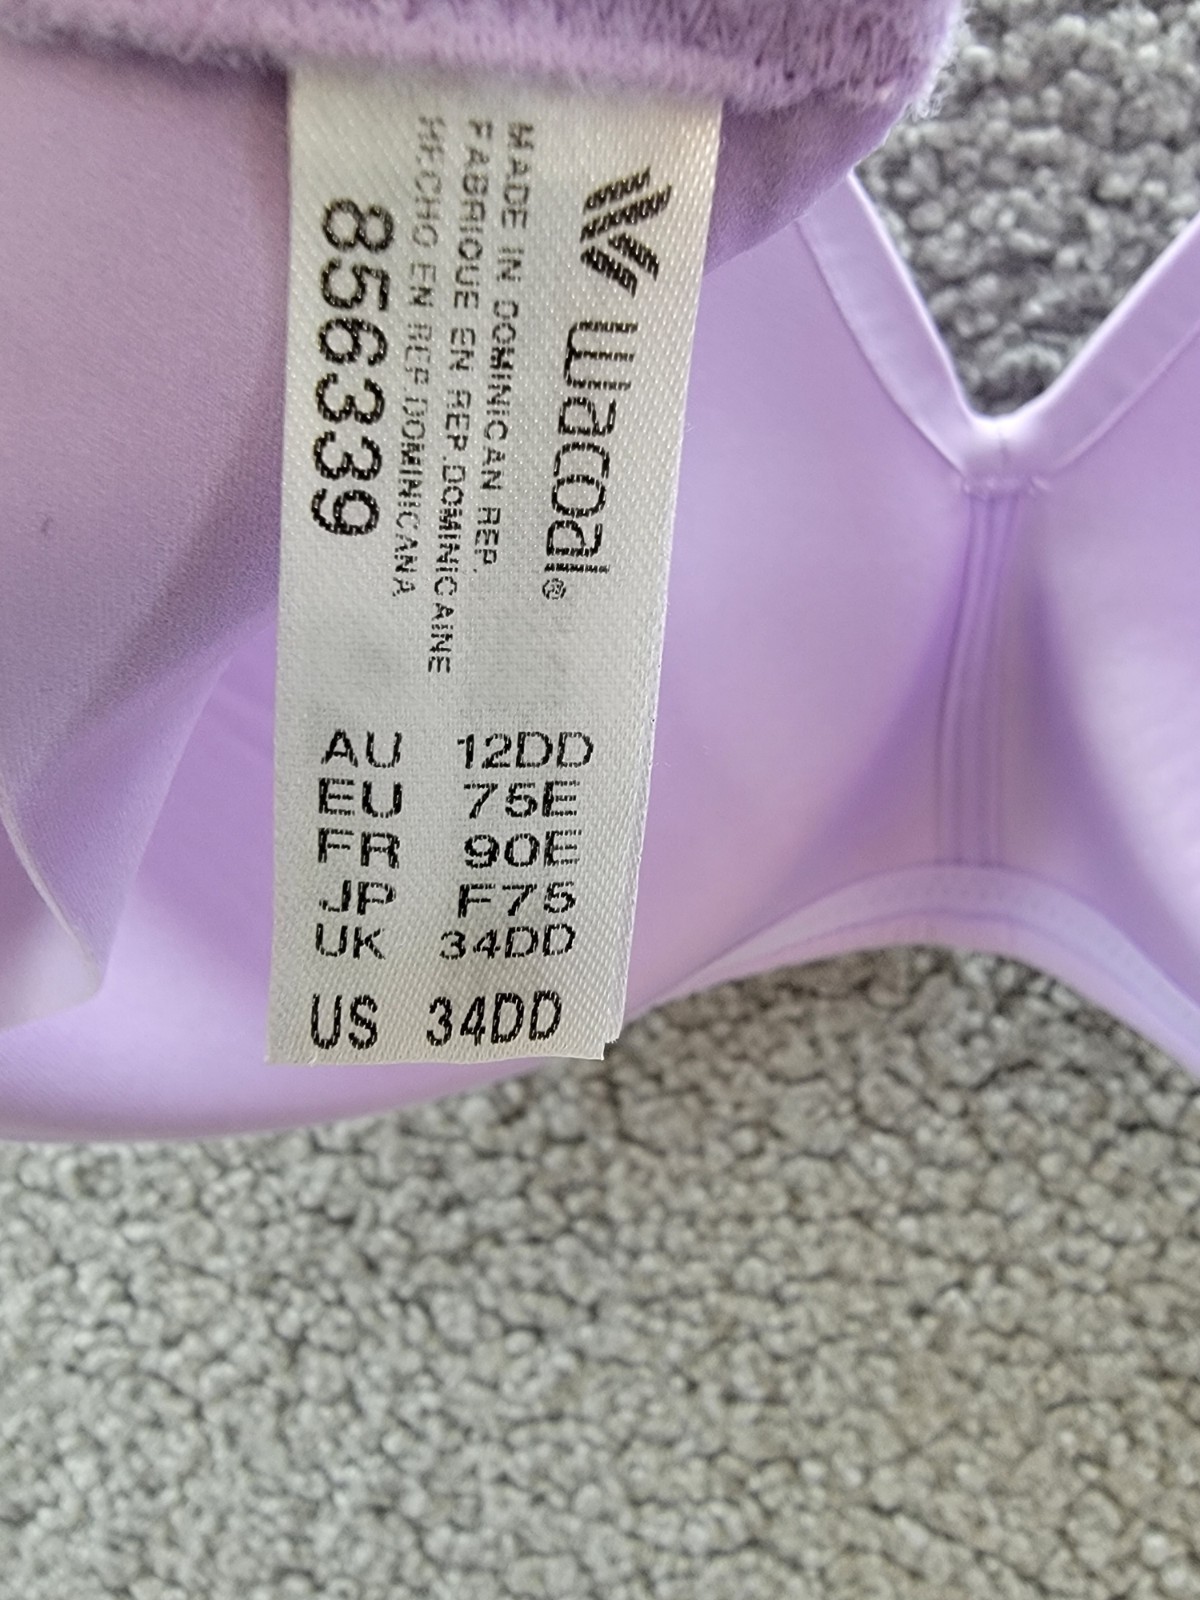 wacoal®
MADE IN DOMINICAN REP.
FABRIQUE EN REP.DOMINICAINE
HECHO EN REP.DOMINICANA
856339
AU 12DD
EU 75E
FR 90E
JP F75
UK 34DD
US 34DD